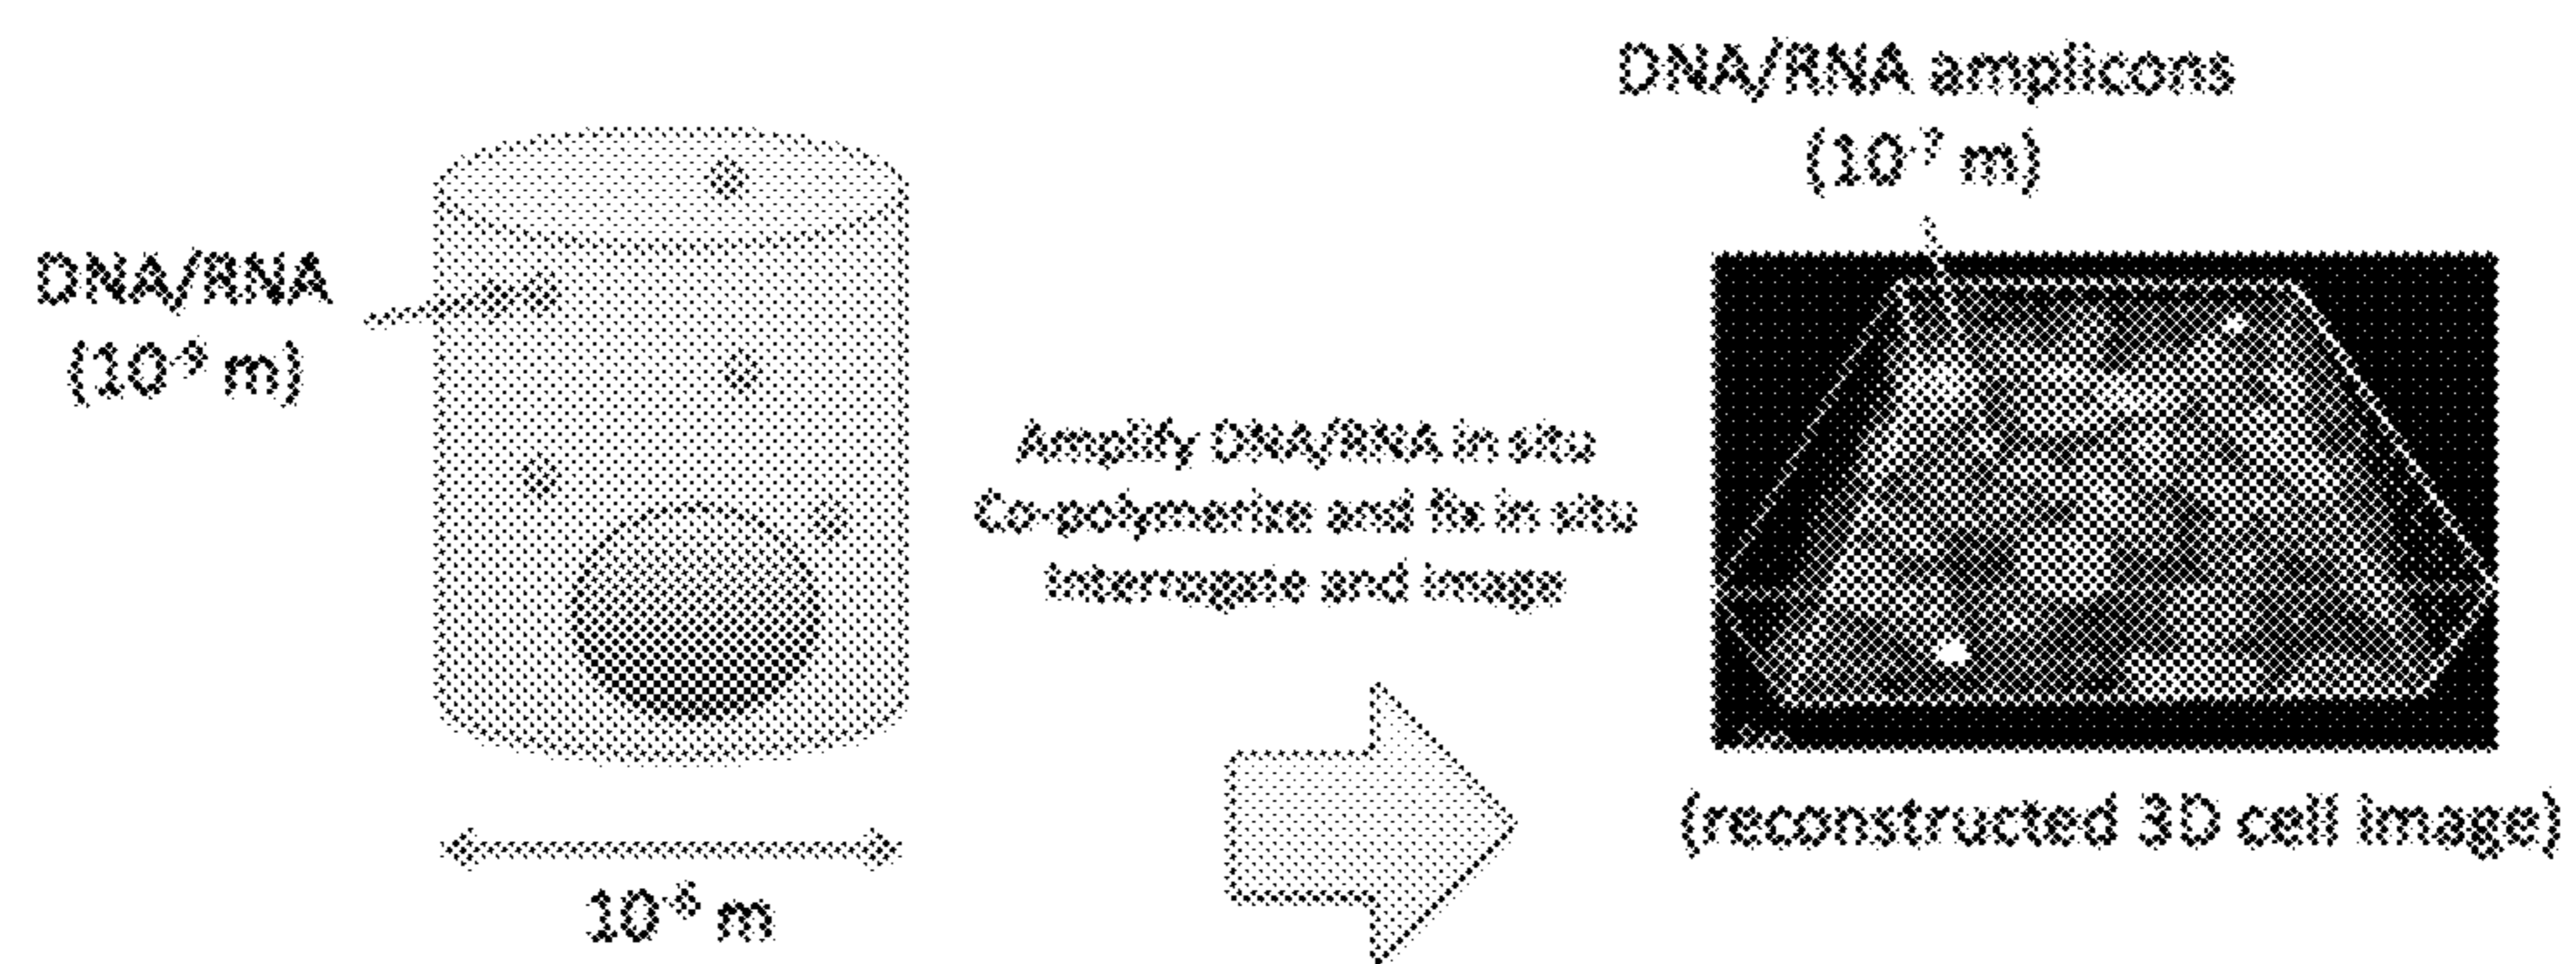 DNA/RNA
(10⁻⁹ m)
10⁻⁶ m
Amplify DNA/RNA in situ
Co-polymerize and fix in situ
Interrogate and image
DNA/RNA amplicons
(10⁻⁷ m)
(reconstructed 3D cell image)